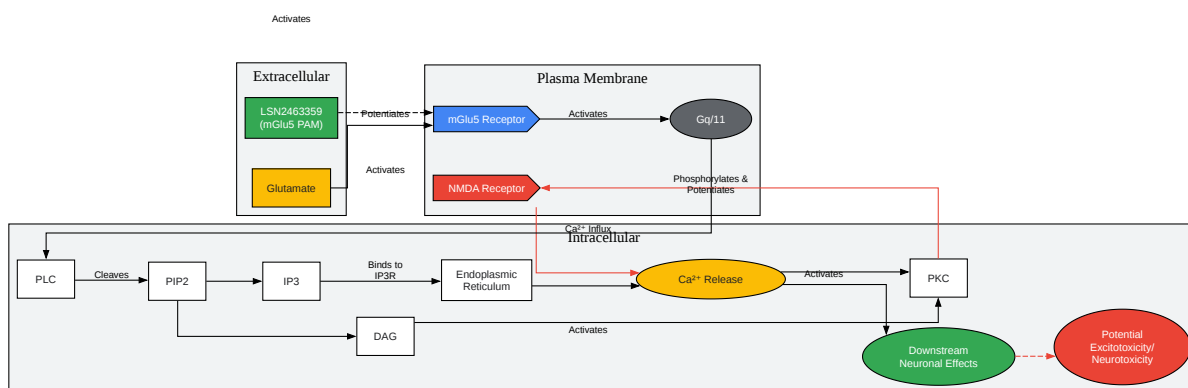 Activates
Extracellular
Plasma Membrane
LSN2463359
(mGlu5 PAM)
Potentiates
mGlu5 Receptor
Activates
Gq/11
Activates
Glutamate
NMDA Receptor
Phosphorylates &
Potentiates
Ca²⁺ Influx
Intracellular
PLC
Cleaves
PIP2
IP3
Binds to
IP3R
Endoplasmic
Reticulum
Ca²⁺ Release
Activates
PKC
DAG
Activates
Downstream
Neuronal Effects
Potential
Excitotoxicity/
Neurotoxicity